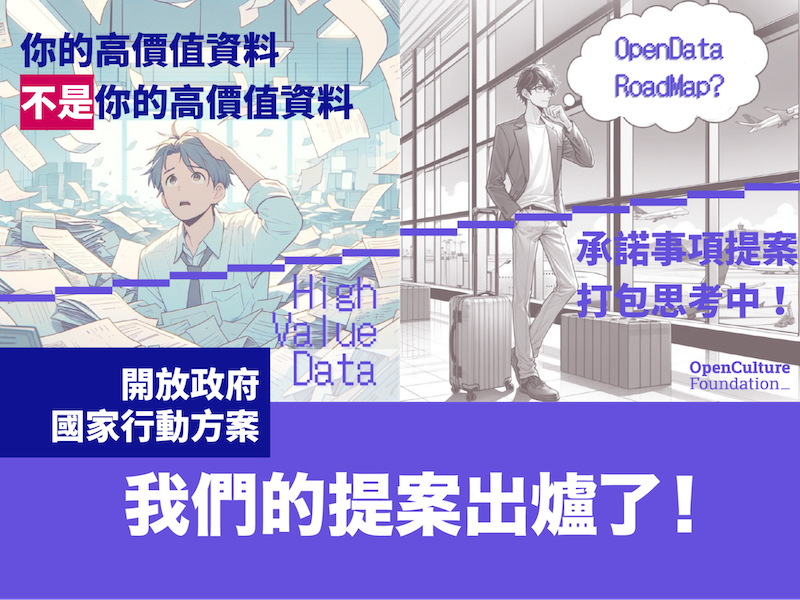 你的高價值資料
不是你的高價值資料
High
Value
Data
OpenData
RoadMap?
承諾事項提案
打包思考中！
OpenCulture
Foundation_
開放政府
國家行動方案
我們的提案出爐了！